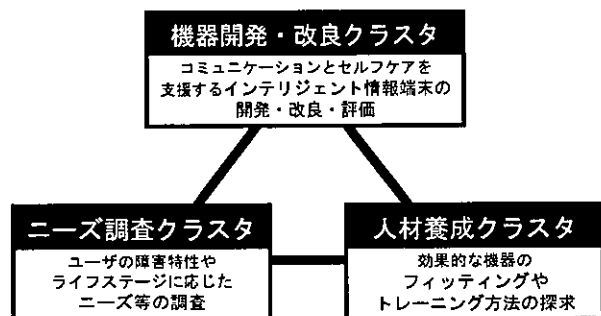 機器開発・改良クラスタ
コミュニケーションとセルフケアを
支援するインテリジェント情報端末の
開発・改良・評価
ニーズ調査クラスタ
ユーザの障害特性や
ライフステージに応じた
ニーズ等の調査
人材養成クラスタ
効果的な機器の
フィッティングや
トレーニング方法の探求